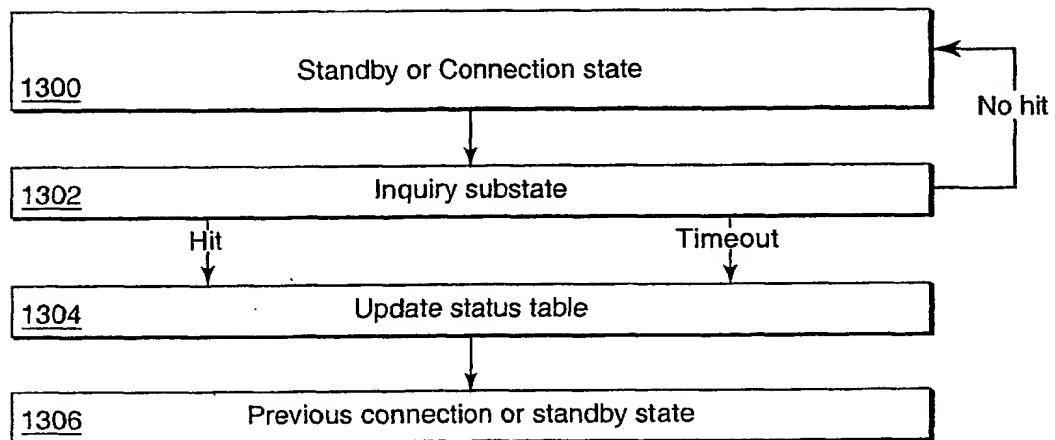 1300
Standby or Connection state
No hit
1302
Inquiry substate
Hit
Timeout
1304
Update status table
1306
Previous connection or standby state